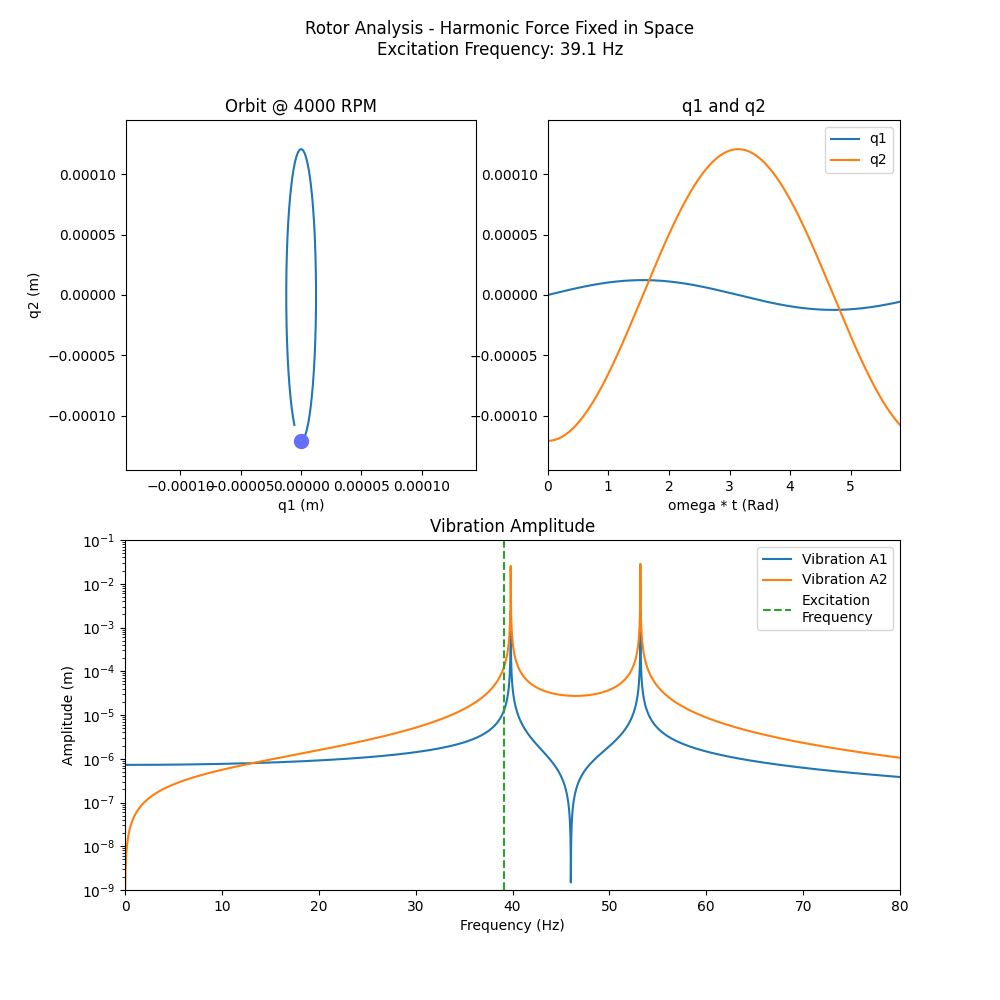 Rotor Analysis - Harmonic Force Fixed in Space
Excitation Frequency: 39.1 Hz
Orbit @ 4000 RPM
q2 (m)
0.00010
0.00005
0.00000
−0.00005
−0.00010
−0.00010
−0.00005
0.00000
0.00005
0.00010
q1 (m)
q1 and q2
q1
q2
0.00010
0.00005
0.00000
−0.00005
−0.00010
0 1 2 3 4 5
omega * t (Rad)
Vibration Amplitude
Vibration A1
Vibration A2
Excitation
Frequency
Amplitude (m)
10⁻¹
10⁻²
10⁻³
10⁻⁴
10⁻⁵
10⁻⁶
10⁻⁷
10⁻⁸
10⁻⁹
0 10 20 30 40 50 60 70 80
Frequency (Hz)